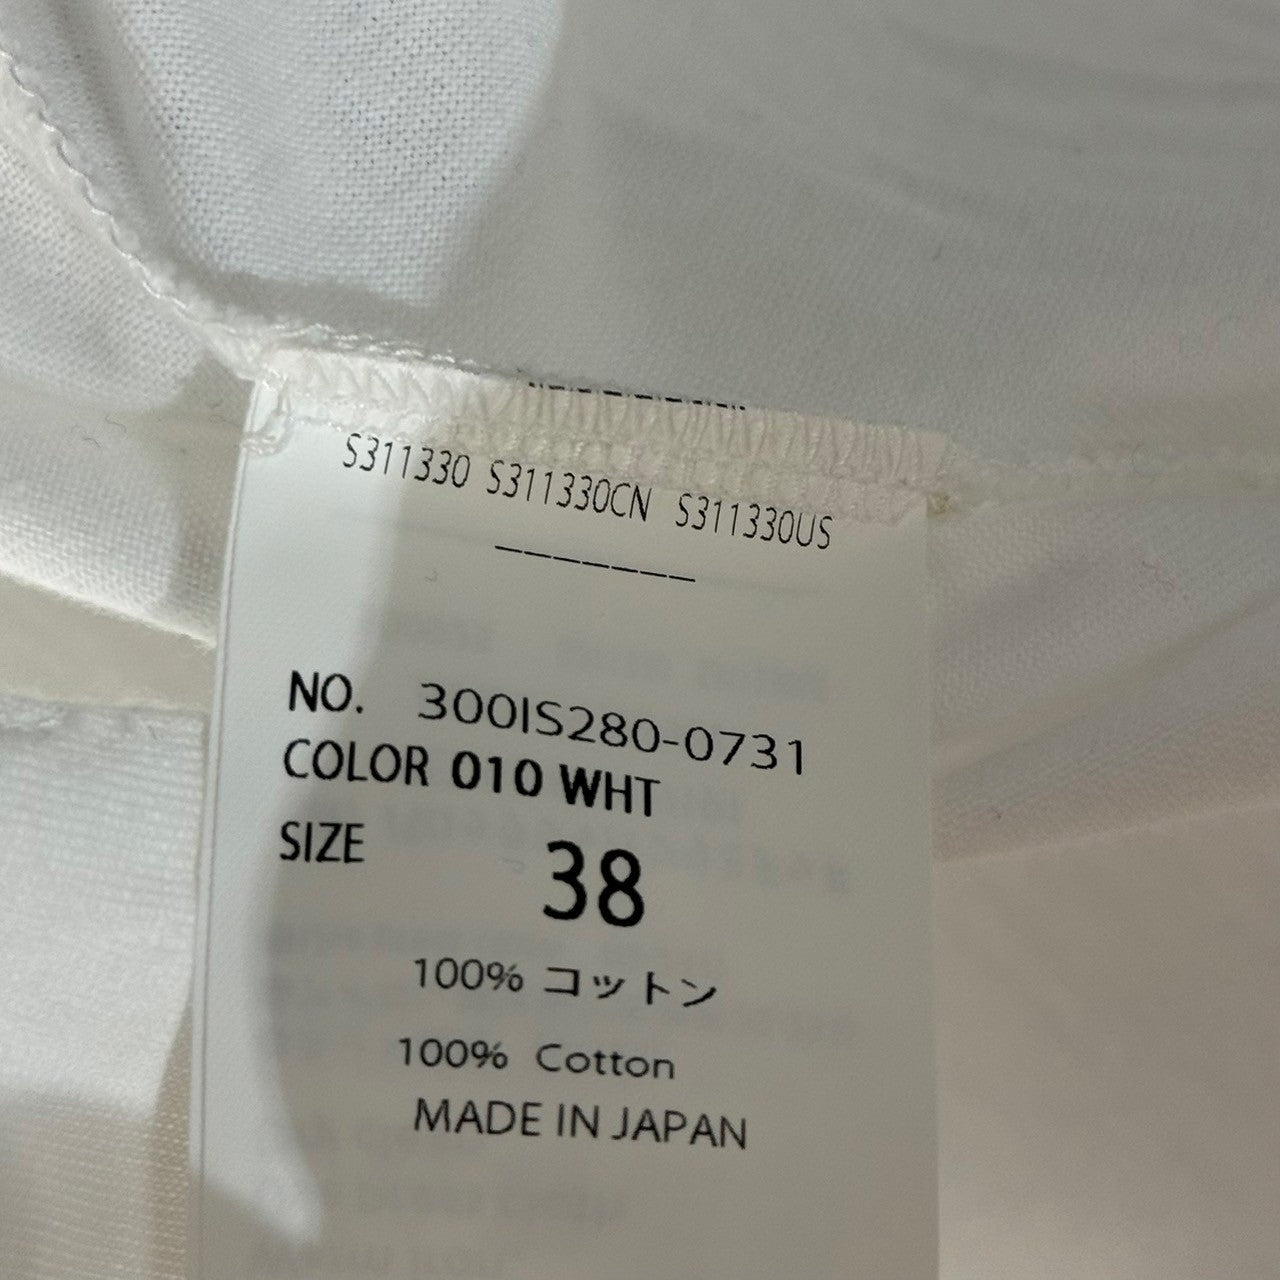 S311330 S311330CN S311330US
-------
NO. 300IS280-0731
COLOR 010 WHT
SIZE 38
100% コットン
100% Cotton
MADE IN JAPAN